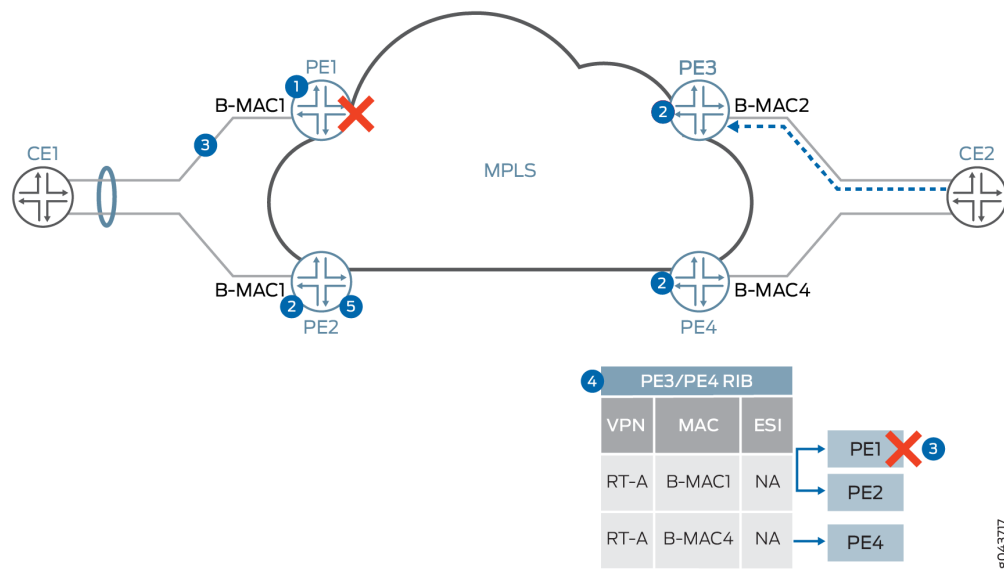 PE1
PE3
1
B-MAC1
2
B-MAC2
3
CE1
MPLS
CE2
B-MAC1
2
5
2
B-MAC4
PE2
PE4
4
PE3/PE4 RIB
VPN MAC ESI
PE1
3
RT-A B-MAC1 NA
PE2
RT-A B-MAC4 NA
PE4
g043717